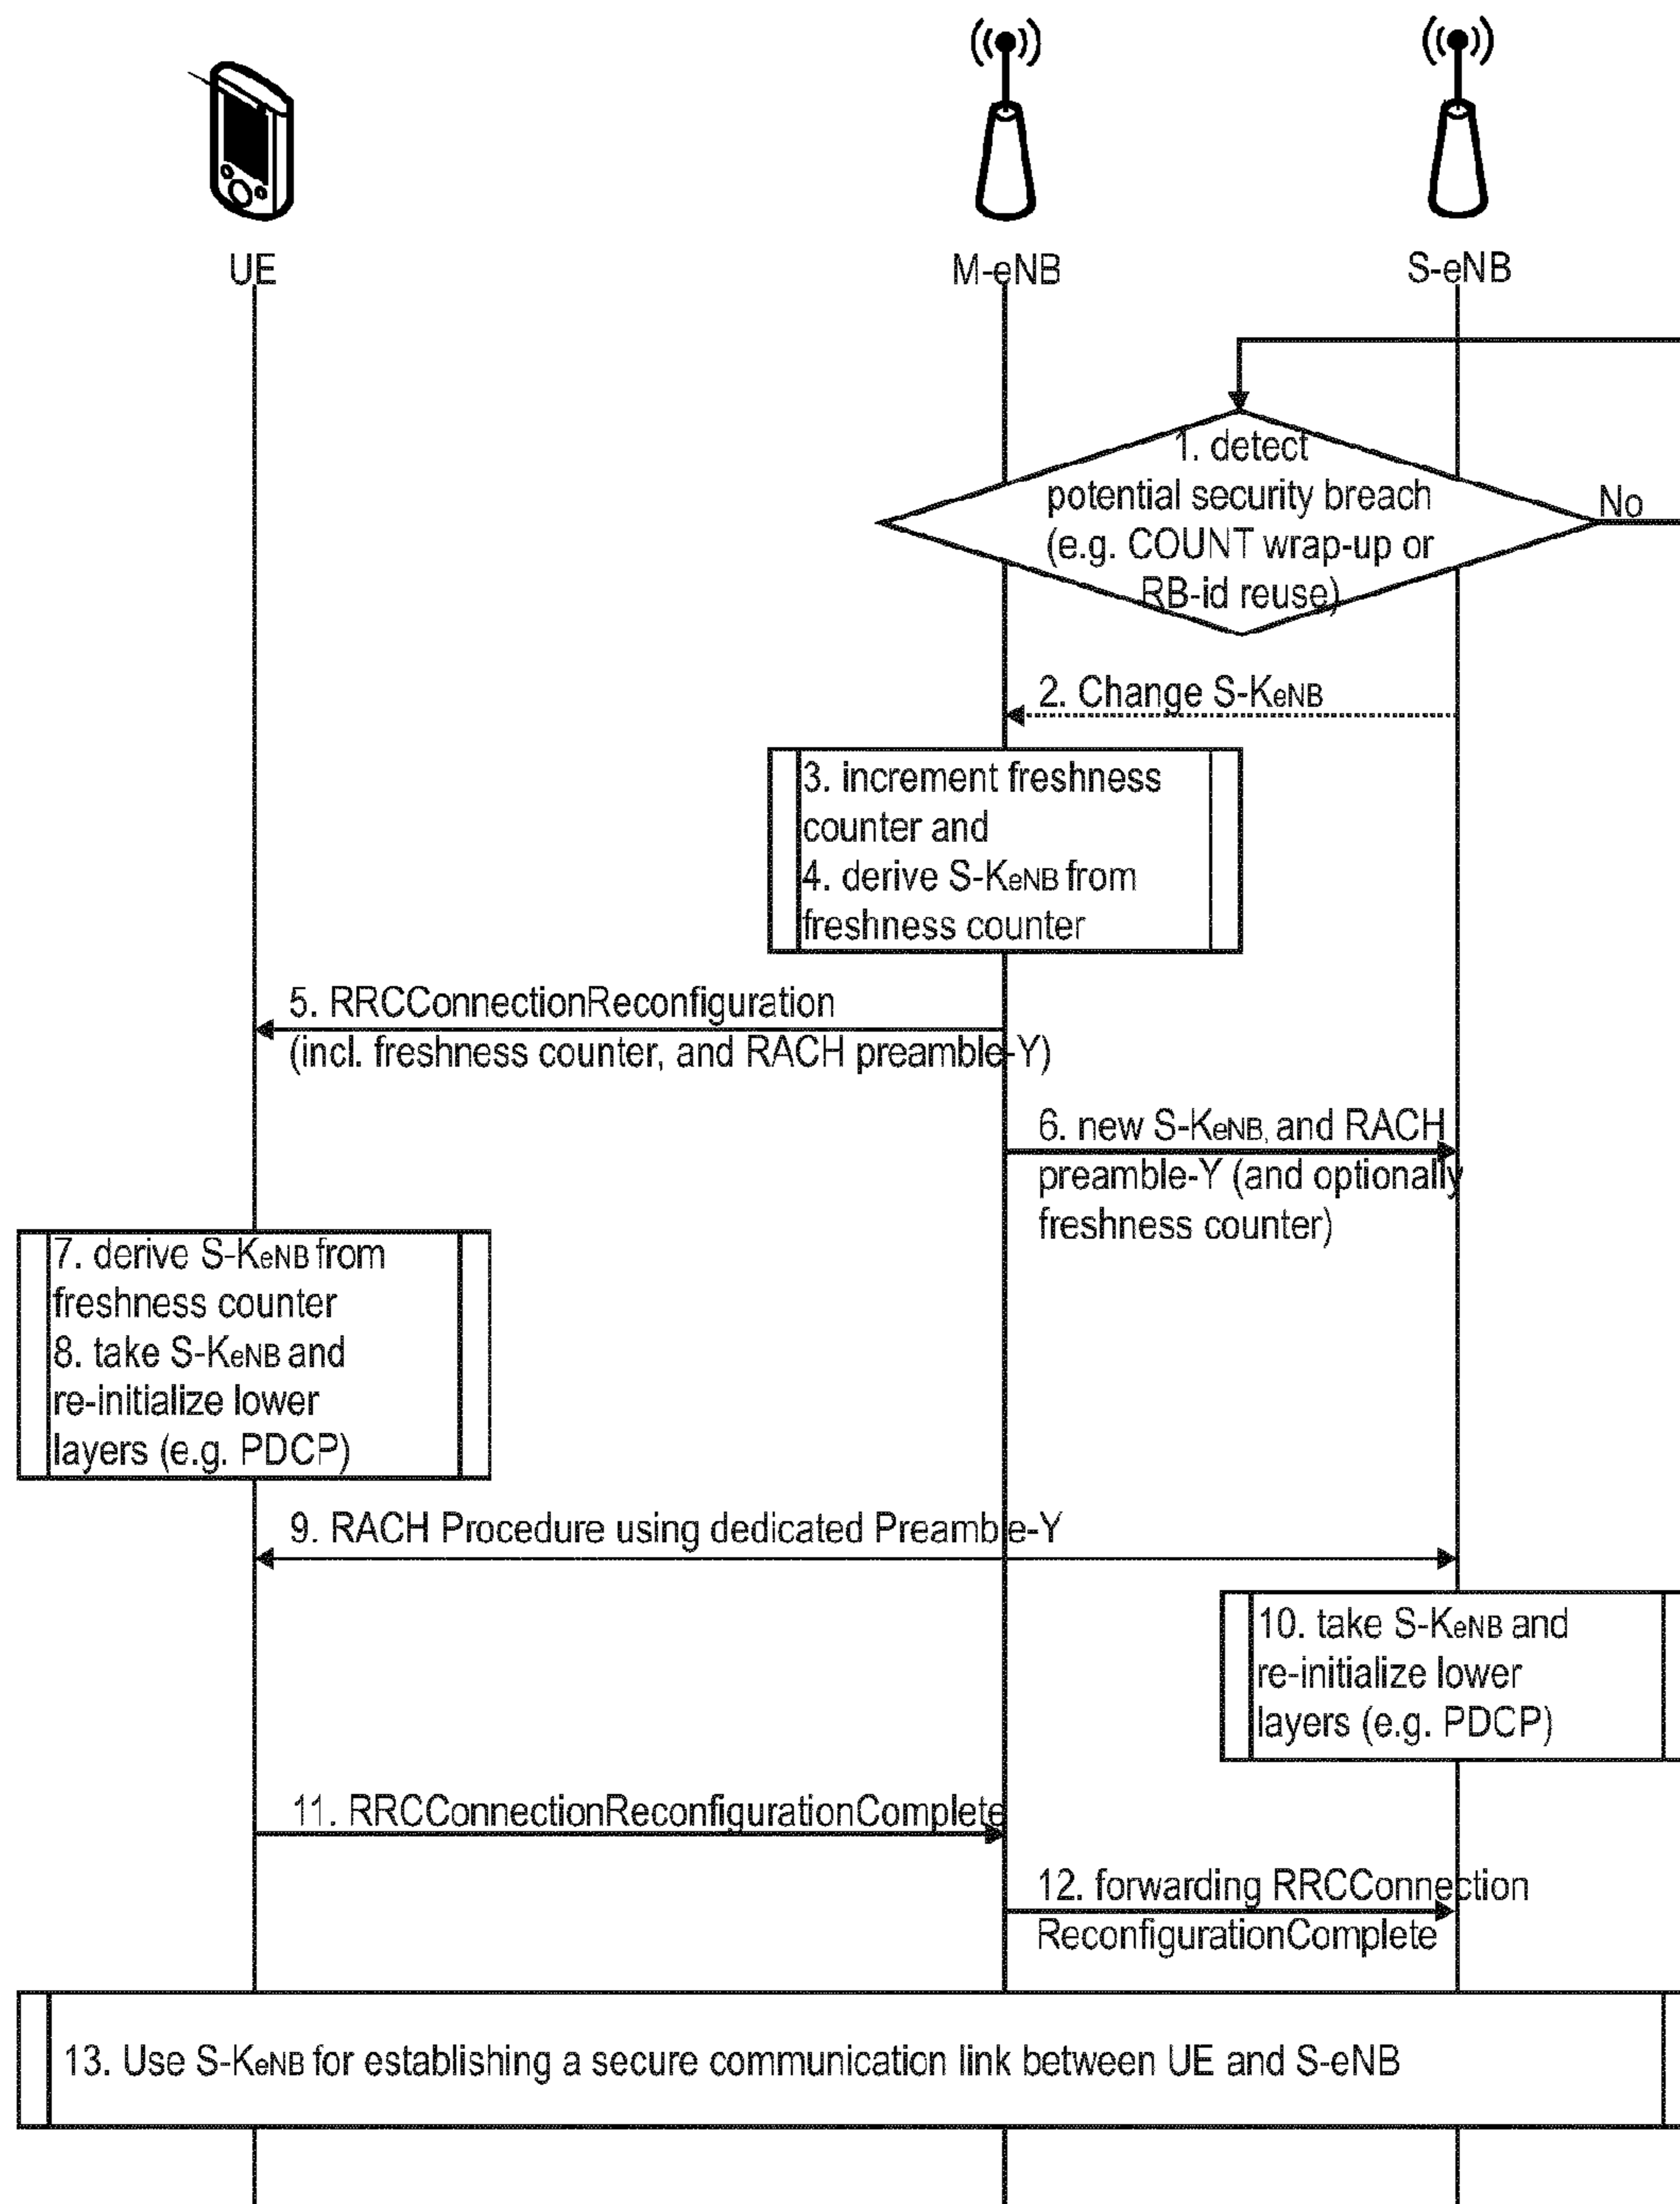 UE
M-eNB
S-eNB
1. detect
potential security breach
(e.g. COUNT wrap-up or
RB-id reuse)
No
2. Change S-KeNB
3. increment freshness
counter and
4. derive S-KeNB from
freshness counter
5. RRCConnectionReconfiguration
(incl. freshness counter, and RACH preamble-Y)
6. new S-KeNB, and RACH
preamble-Y (and optionally
freshness counter)
7. derive S-KeNB from
freshness counter
8. take S-KeNB and
re-initialize lower
layers (e.g. PDCP)
9. RACH Procedure using dedicated Preamble-Y
10. take S-KeNB and
re-initialize lower
layers (e.g. PDCP)
11. RRCConnectionReconfigurationComplete
12. forwarding RRCConnection
ReconfigurationComplete
13. Use S-KeNB for establishing a secure communication link between UE and S-eNB